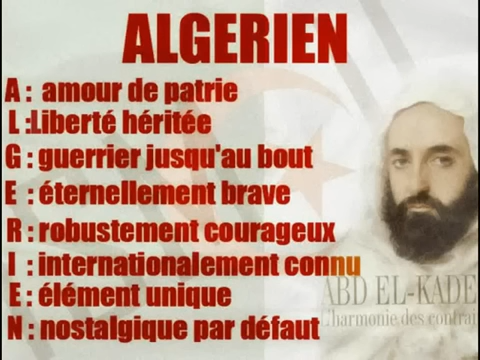 ALGERIEN
A : amour de patrie
L :Liberté héritée
G : guerrier jusqu'au bout
E : éternellement brave
R : robustement courageux
I : internationalement connu
E : élément unique
N : nostalgique par défaut
ABD EL-KADE
L'harmonie des contrai